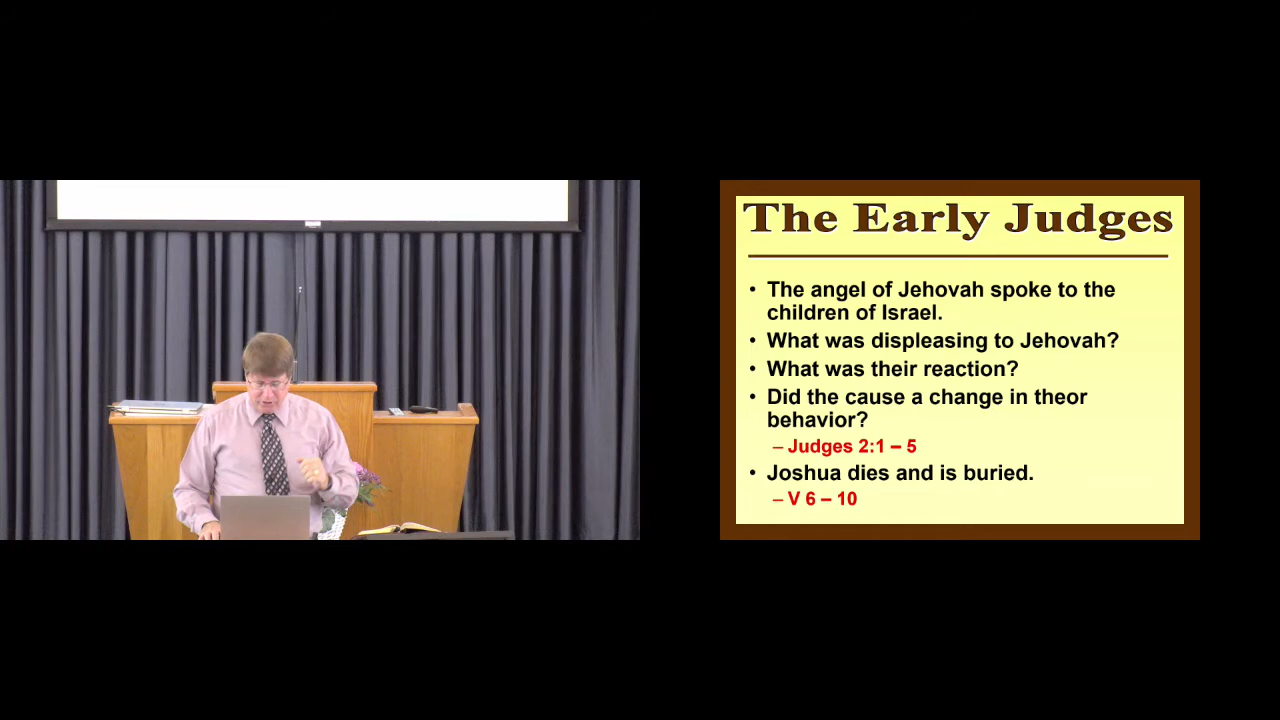 The Early Judges
• The angel of Jehovah spoke to the
children of Israel.
• What was displeasing to Jehovah?
• What was their reaction?
• Did the cause a change in theor
behavior?
– Judges 2:1 – 5
• Joshua dies and is buried.
– V 6 – 10